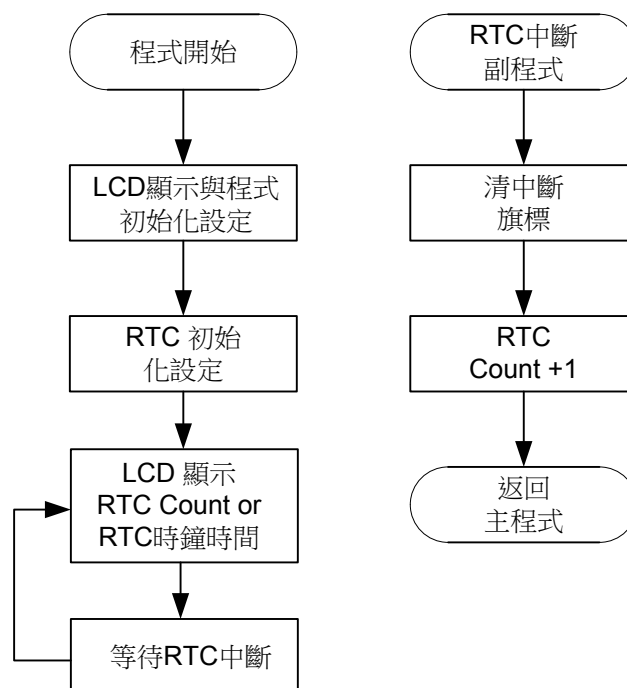 程式開始
LCD顯示與程式
初始化設定
RTC 初始
化設定
LCD 顯示
RTC Count or
RTC時鐘時間
等待RTC中斷
RTC中斷
副程式
清中斷
旗標
RTC
Count +1
返回
主程式